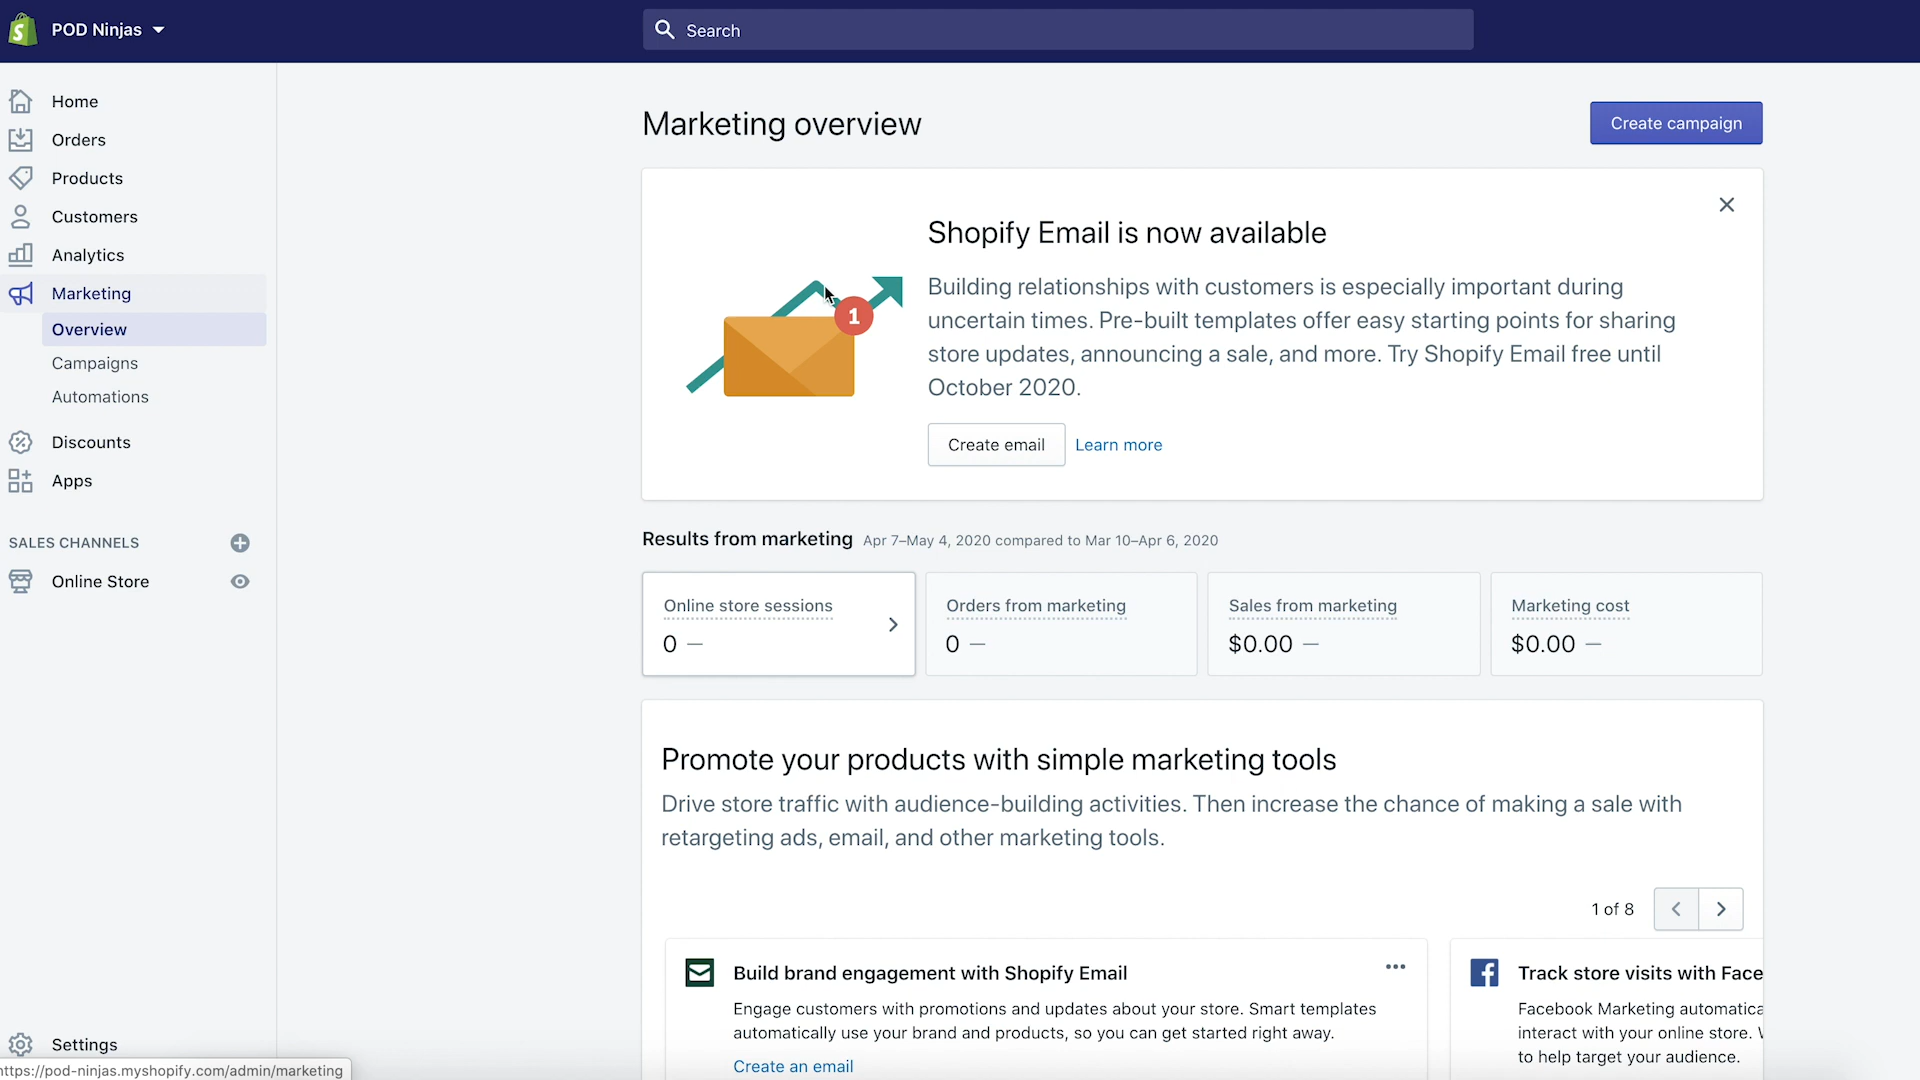 POD Ninjas
Search
Home
Orders
Products
Customers
Analytics
Marketing
Overview
Campaigns
Automations
Discounts
Apps
SALES CHANNELS
Online Store
Settings
https://pod-ninjas.myshopify.com/admin/marketing
Marketing overview
Create campaign
Shopify Email is now available
Building relationships with customers is especially important during
uncertain times. Pre-built templates offer easy starting points for sharing
store updates, announcing a sale, and more. Try Shopify Email free until
October 2020.
1
Create email Learn more
Results from marketing Apr 7–May 4, 2020 compared to Mar 10–Apr 6, 2020
Online store sessions
0 —
Orders from marketing
0 —
Sales from marketing
$0.00 —
Marketing cost
$0.00 —
Promote your products with simple marketing tools
Drive store traffic with audience-building activities. Then increase the chance of making a sale with
retargeting ads, email, and other marketing tools.
1 of 8
Build brand engagement with Shopify Email
Engage customers with promotions and updates about your store. Smart templates
automatically use your brand and products, so you can get started right away.
Create an email
Track store visits with Face
Facebook Marketing automatica
interact with your online store.
to help target your audience.